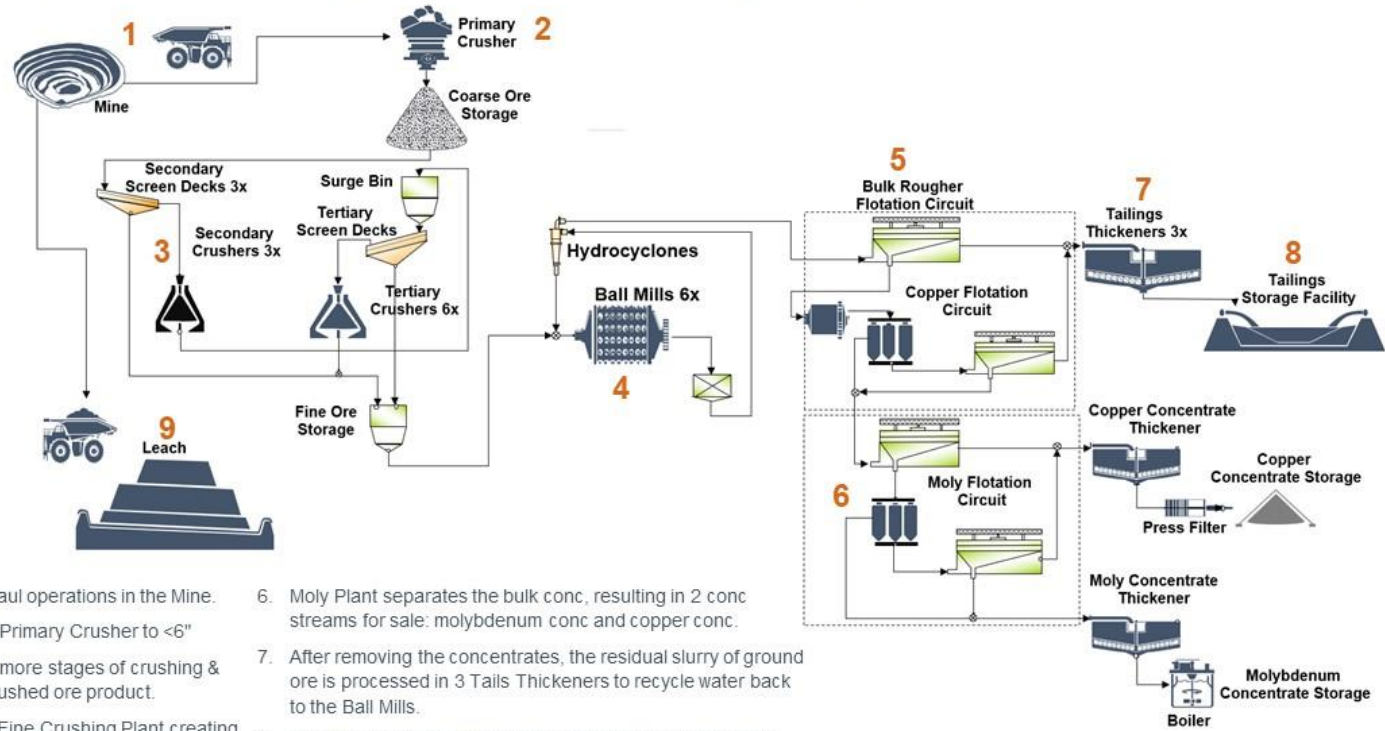 1
Primary
Crusher
2
Mine
Coarse Ore
Storage
Secondary
Screen Decks 3x
Surge Bin
Tertiary
Screen Decks
3
Secondary
Crushers 3x
Tertiary
Crushers 6x
Fine Ore
Storage
Hydrocyclones
Ball Mills 6x
4
5
Bulk Rougher
Flotation Circuit
Copper Flotation
Circuit
7
Tailings
Thickeners 3x
8
Tailings
Storage Facility
9
Leach
6
Moly Flotation
Circuit
Copper Concentrate
Thickener
Copper
Concentrate Storage
Press Filter
Moly Concentrate
Thickener
Molybdenum
Concentrate Storage
Boiler
aul operations in the Mine.
Primary Crusher to <6"
more stages of crushing &
ushed ore product.
Fine Crushing Plant creating
6. Moly Plant separates the bulk conc, resulting in 2 conc
streams for sale: molybdenum conc and copper conc.
7. After removing the concentrates, the residual slurry of ground
ore is processed in 3 Tails Thickeners to recycle water back
to the Ball Mills.